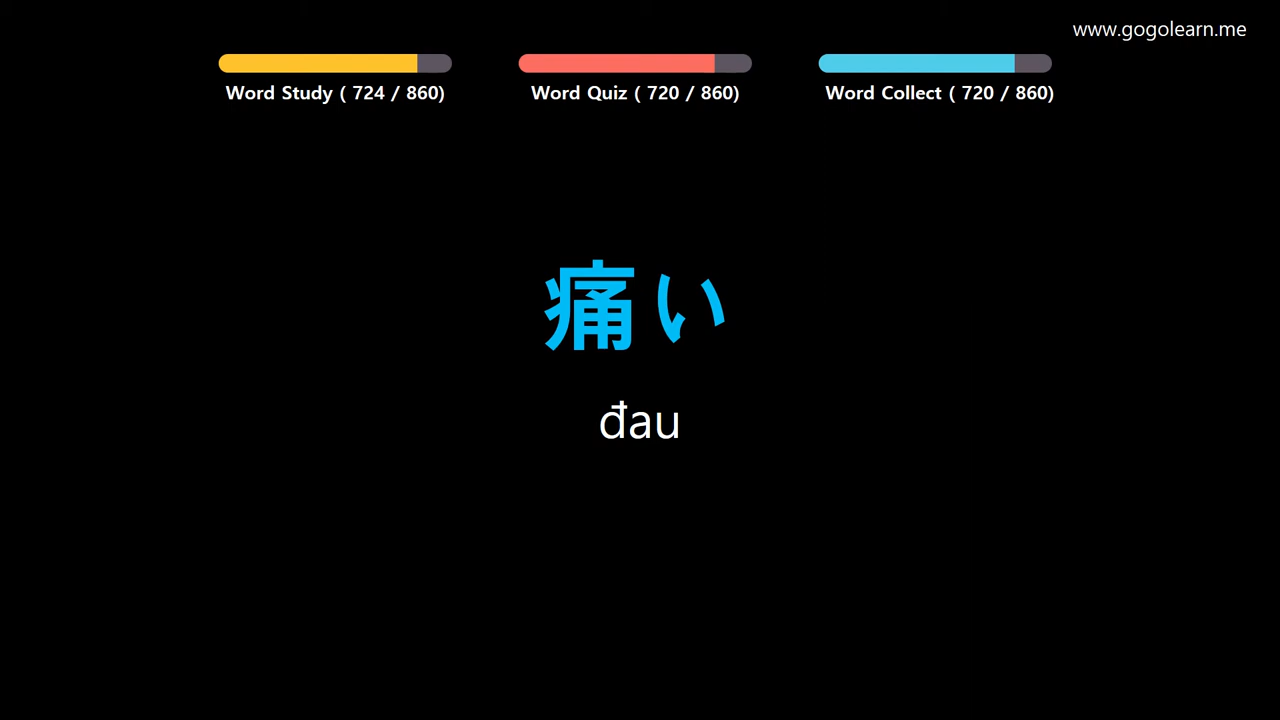 www.gogolearn.me
Word Study ( 724 / 860)
Word Quiz ( 720 / 860)
Word Collect ( 720 / 860)
痛い
đau